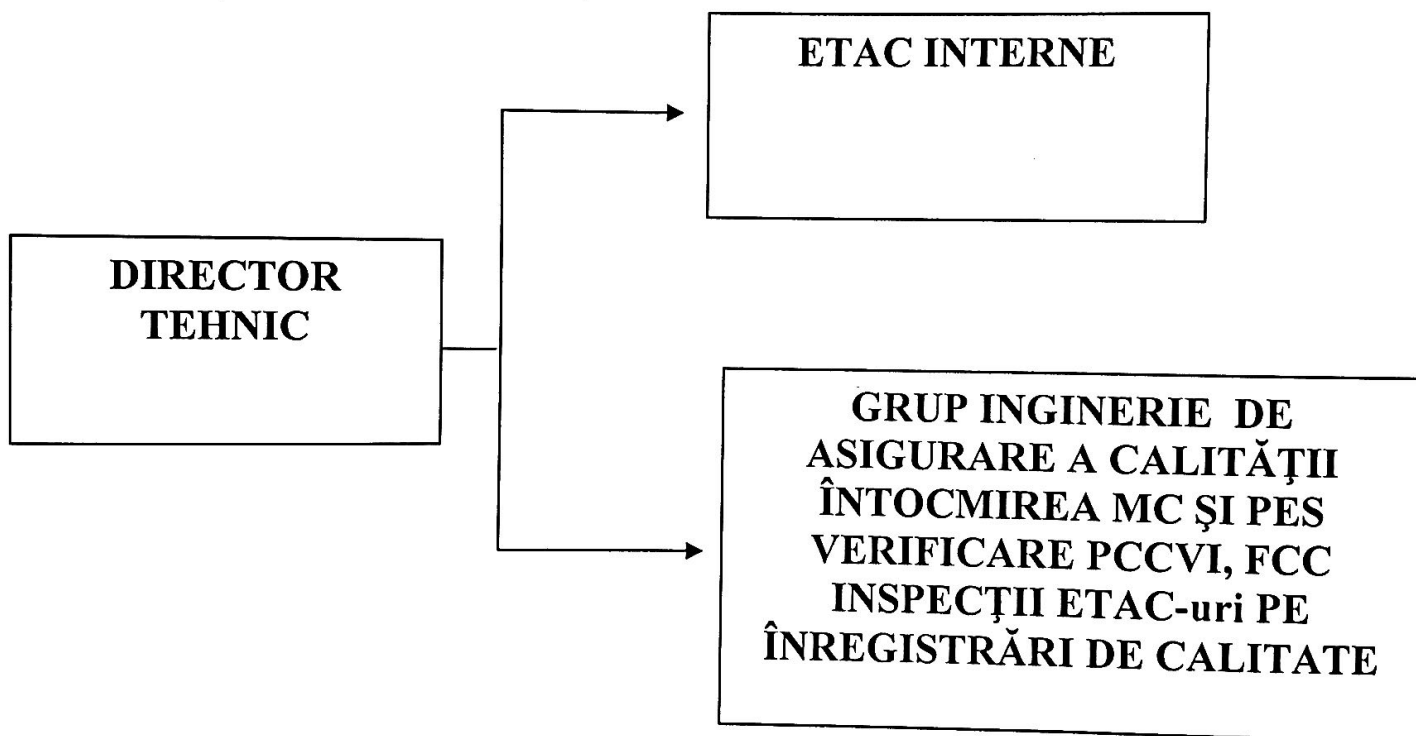 ETAC INTERNE
DIRECTOR
TEHNIC
GRUP INGINERIE DE
ASIGURARE A CALITĂŢII
ÎNTOCMIREA MC ŞI PES
VERIFICARE PCCVI, FCC
INSPECŢII ETAC-uri PE
ÎNREGISTRĂRI DE CALITATE